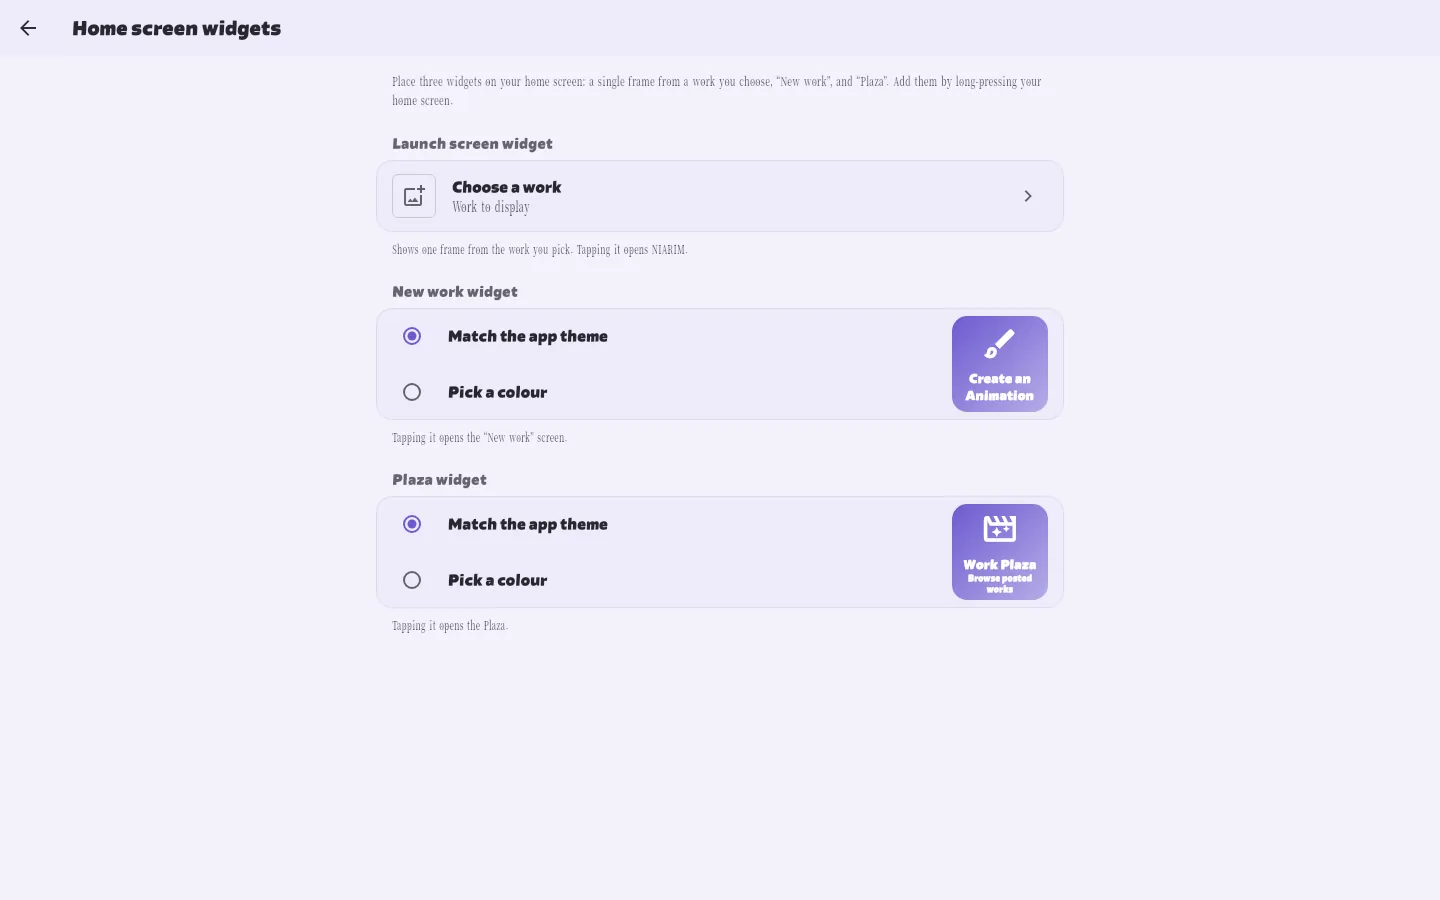 Home screen widgets
Place three widgets on your home screen: a single frame from a work you choose, “New work”, and “Plaza”. Add them by long-pressing your
home screen.
Launch screen widget
Choose a work
Work to display
Shows one frame from the work you pick. Tapping it opens NIARIM.
New work widget
Match the app theme
Pick a colour
Create an
Animation
Tapping it opens the “New work” screen.
Plaza widget
Match the app theme
Pick a colour
Work Plaza
Browse posted
works
Tapping it opens the Plaza.